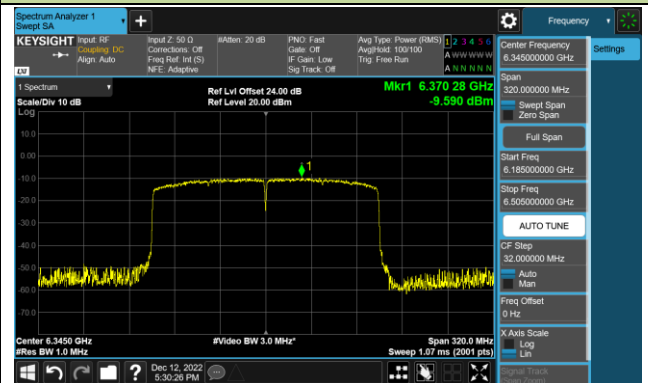 Spectrum Analyzer 1
Swept SA
Frequency
KEYSIGHT
Input: RF
Coupling: DC
Align: Auto
Input Z: 50 Ω
Corrections: Off
Freq Ref: Int (S)
NFE: Adaptive
#Atten: 20 dB
PNO: Fast
Gate: Off
IF Gain: Low
Sig Track: Off
Avg Type: Power (RMS)
Avg|Hold: 100/100
Trig: Free Run
1 2 3 4 5 6
A W W W W W
A N N N N N
LXI
1 Spectrum
Scale/Div 10 dB
Log
Ref Lvl Offset 24.00 dB
Ref Level 20.00 dBm
Mkr1 6.370 28 GHz
-9.590 dBm
1
10.0
0.00
-10.0
-20.0
-30.0
-40.0
-50.0
-60.0
-70.0
Center 6.3450 GHz
#Res BW 1.0 MHz
#Video BW 3.0 MHz*
Span 320.0 MHz
Sweep 1.07 ms (2001 pts)
Center Frequency
6.345000000 GHz
Span
320.000000 MHz
Swept Span
Zero Span
Full Span
Start Freq
6.185000000 GHz
Stop Freq
6.505000000 GHz
AUTO TUNE
CF Step
32.000000 MHz
Auto
Man
Freq Offset
0 Hz
X Axis Scale
Log
Lin
Signal Track
(Span Zoom)
Settings
Dec 12, 2022
5:30:26 PM